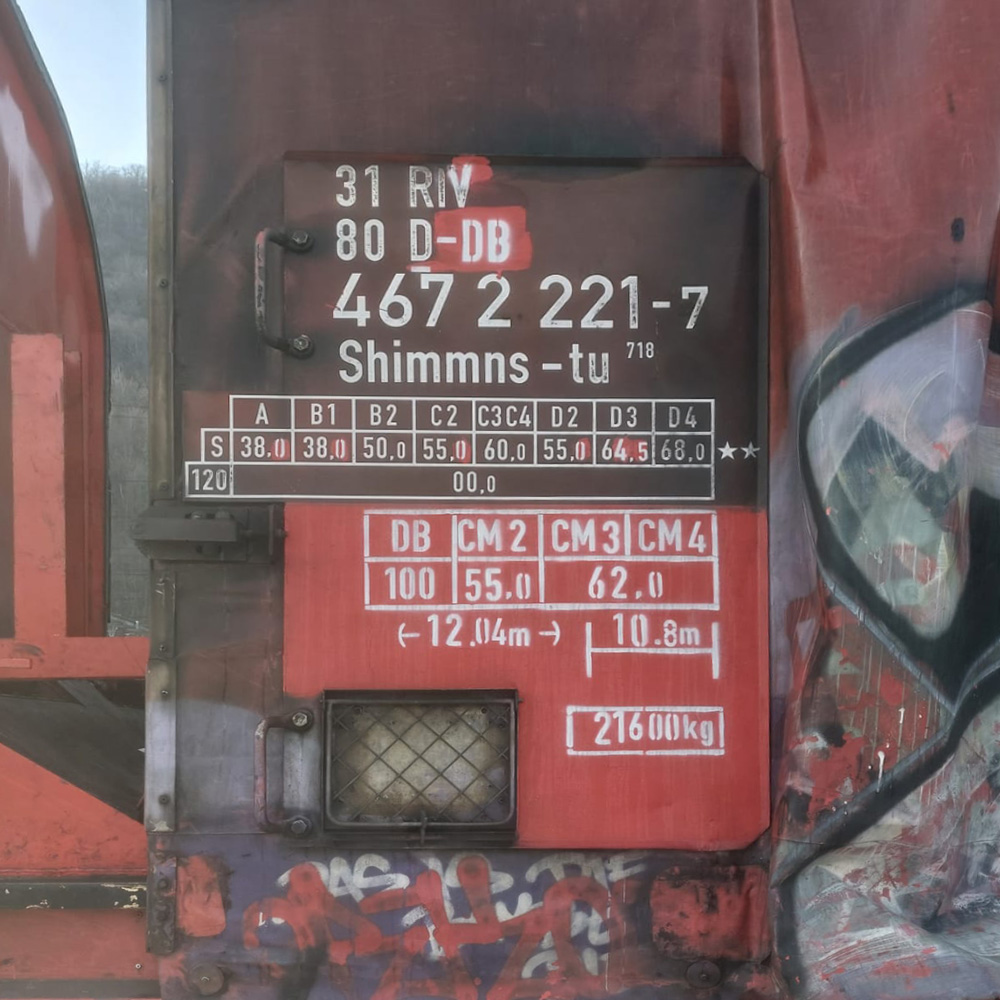 31 RIV
80 D-DB
467 2 221-7
Shimmns-tu 718
A B1 B2 C2 C3C4 D2 D3 D4
S 38,0 38,0 50,0 55,0 60,0 55,0 64,5 68,0 ★★
120 00,0
DB CM2 CM3 CM4
100 55,0 62,0
←12.04m→ 10.8m
21600kg